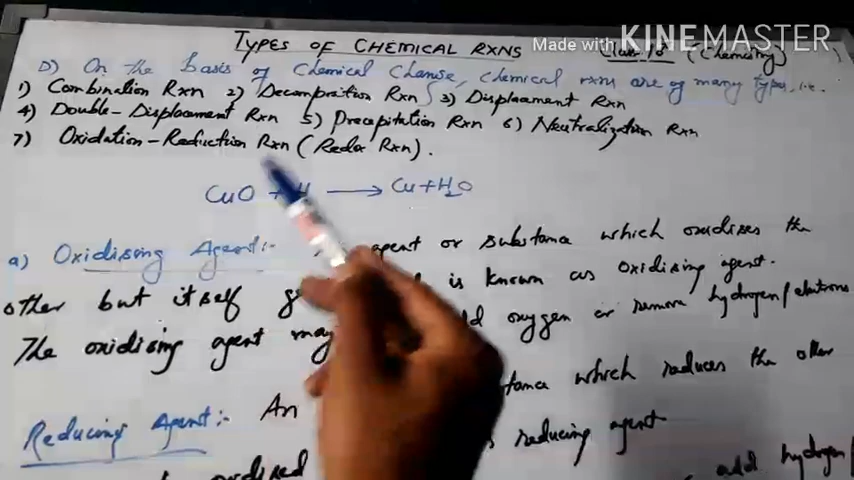 TYPES OF CHEMICAL RXNS
Made with KINEMASTER
(Chemistry)
D) On the basis of Chemical Change, chemical rxns are of many types, i.e.
1) Combination Rxn 2) Decomposition Rxn 3) Displacement Rxn
4) Double-Displacement Rxn 5) Precipitation Rxn 6) Neutralization Rxn
7) Oxidation-Reduction Rxn (Redox Rxn).
CuO + H → Cu+H₂O
a) Oxidising Agent:- agent or substance which oxidises the
other but itself is known as oxidising agent.
The oxidising agent may oxygen or remove hydrogen/electrons
Reducing Agent:- An which reduces the other
reducing agent
add hydrogen/